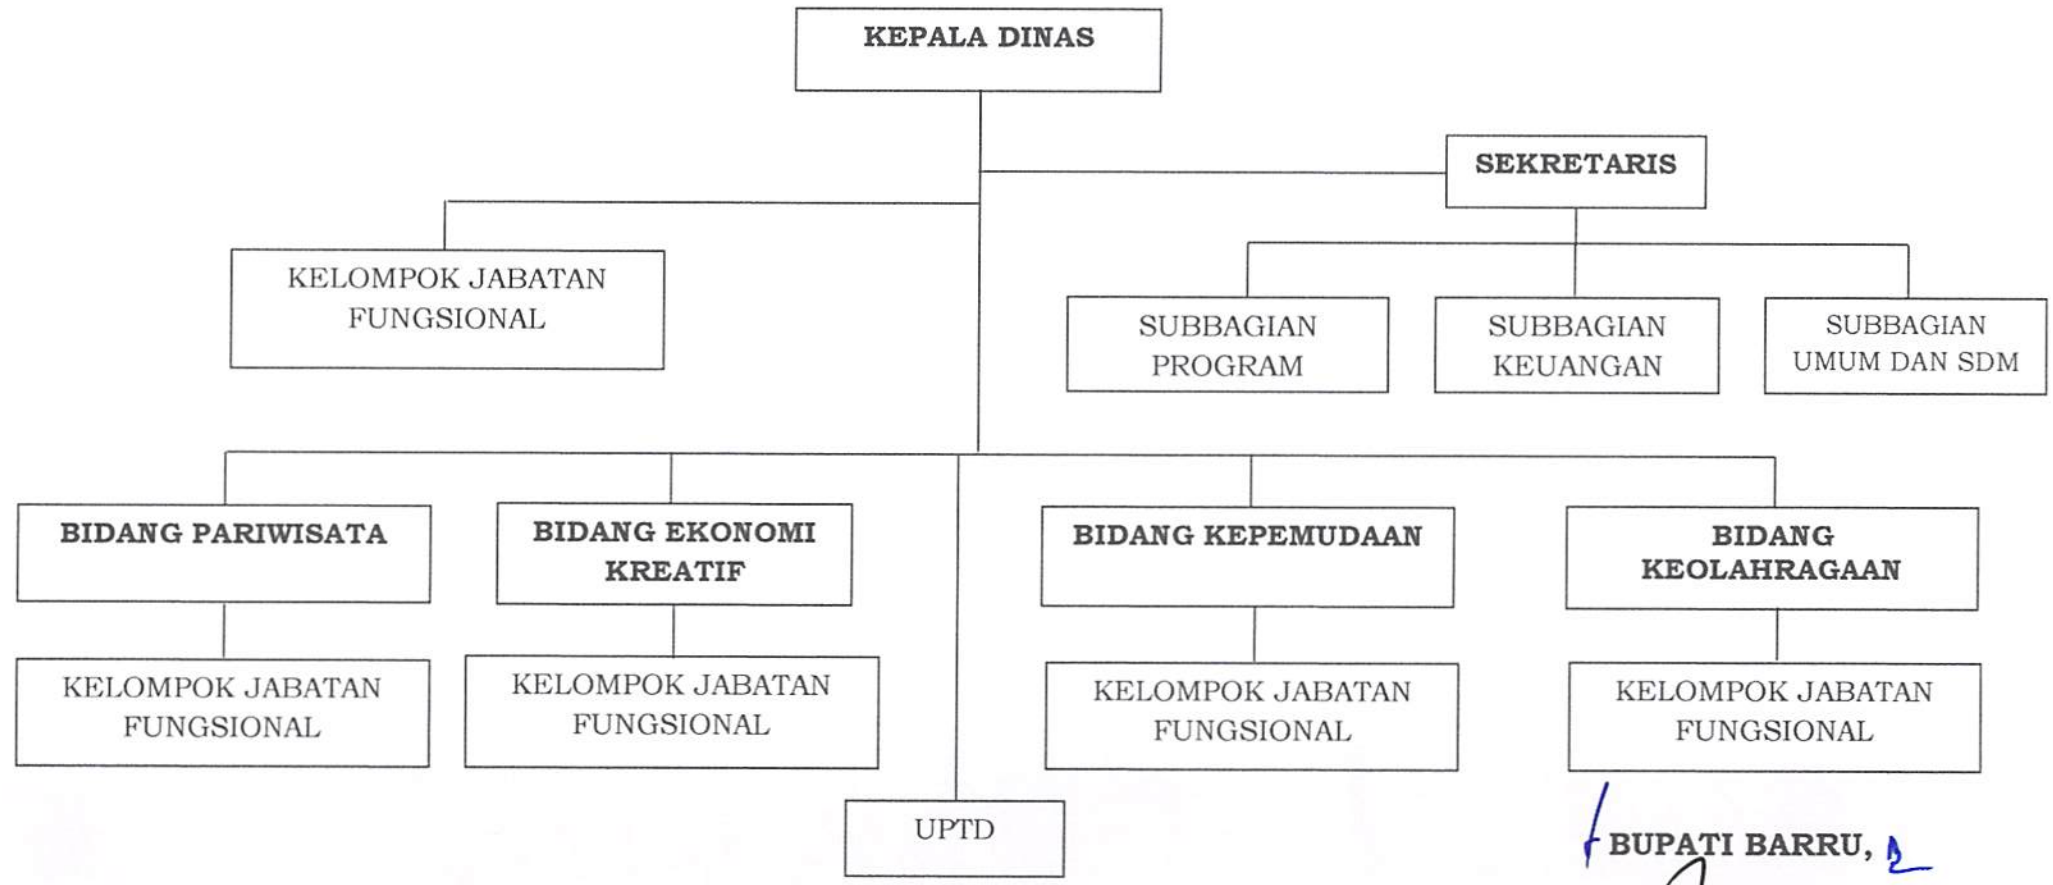 KEPALA DINAS
SEKRETARIS
KELOMPOK JABATAN
FUNGSIONAL
SUBBAGIAN
PROGRAM
SUBBAGIAN
KEUANGAN
SUBBAGIAN
UMUM DAN SDM
BIDANG PARIWISATA
BIDANG EKONOMI
KREATIF
BIDANG KEPEMUDAAN
BIDANG
KEOLAHRAGAAN
KELOMPOK JABATAN
FUNGSIONAL
KELOMPOK JABATAN
FUNGSIONAL
KELOMPOK JABATAN
FUNGSIONAL
KELOMPOK JABATAN
FUNGSIONAL
UPTD
BUPATI BARRU,